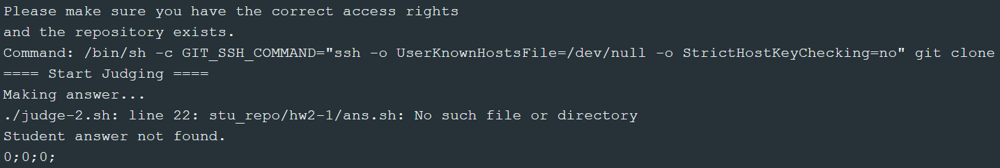 Please make sure you have the correct access rights
and the repository exists.
Command: /bin/sh -c GIT_SSH_COMMAND="ssh -o UserKnownHostsFile=/dev/null -o StrictHostKeyChecking=no" git clone
==== Start Judging ====
Making answer...
./judge-2.sh: line 22: stu_repo/hw2-1/ans.sh: No such file or directory
Student answer not found.
0;0;0;